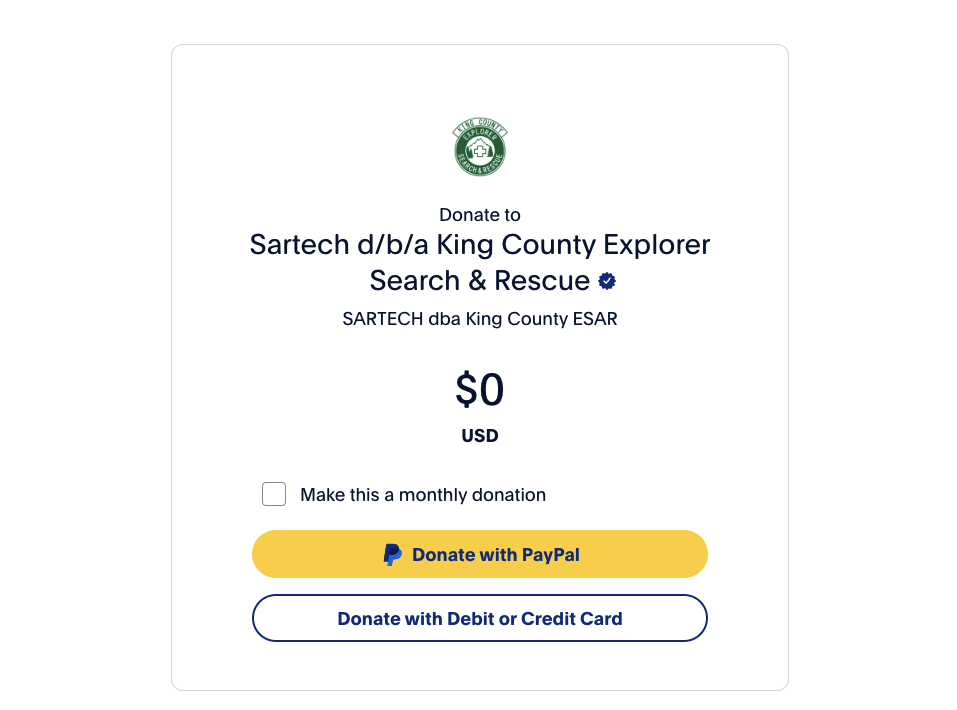 KING COUNTY
EXPLORER
SEARCH & RESCUE
Donate to
Sartech d/b/a King County Explorer
Search & Rescue
SARTECH dba King County ESAR
$0
USD
Make this a monthly donation
Donate with PayPal
Donate with Debit or Credit Card